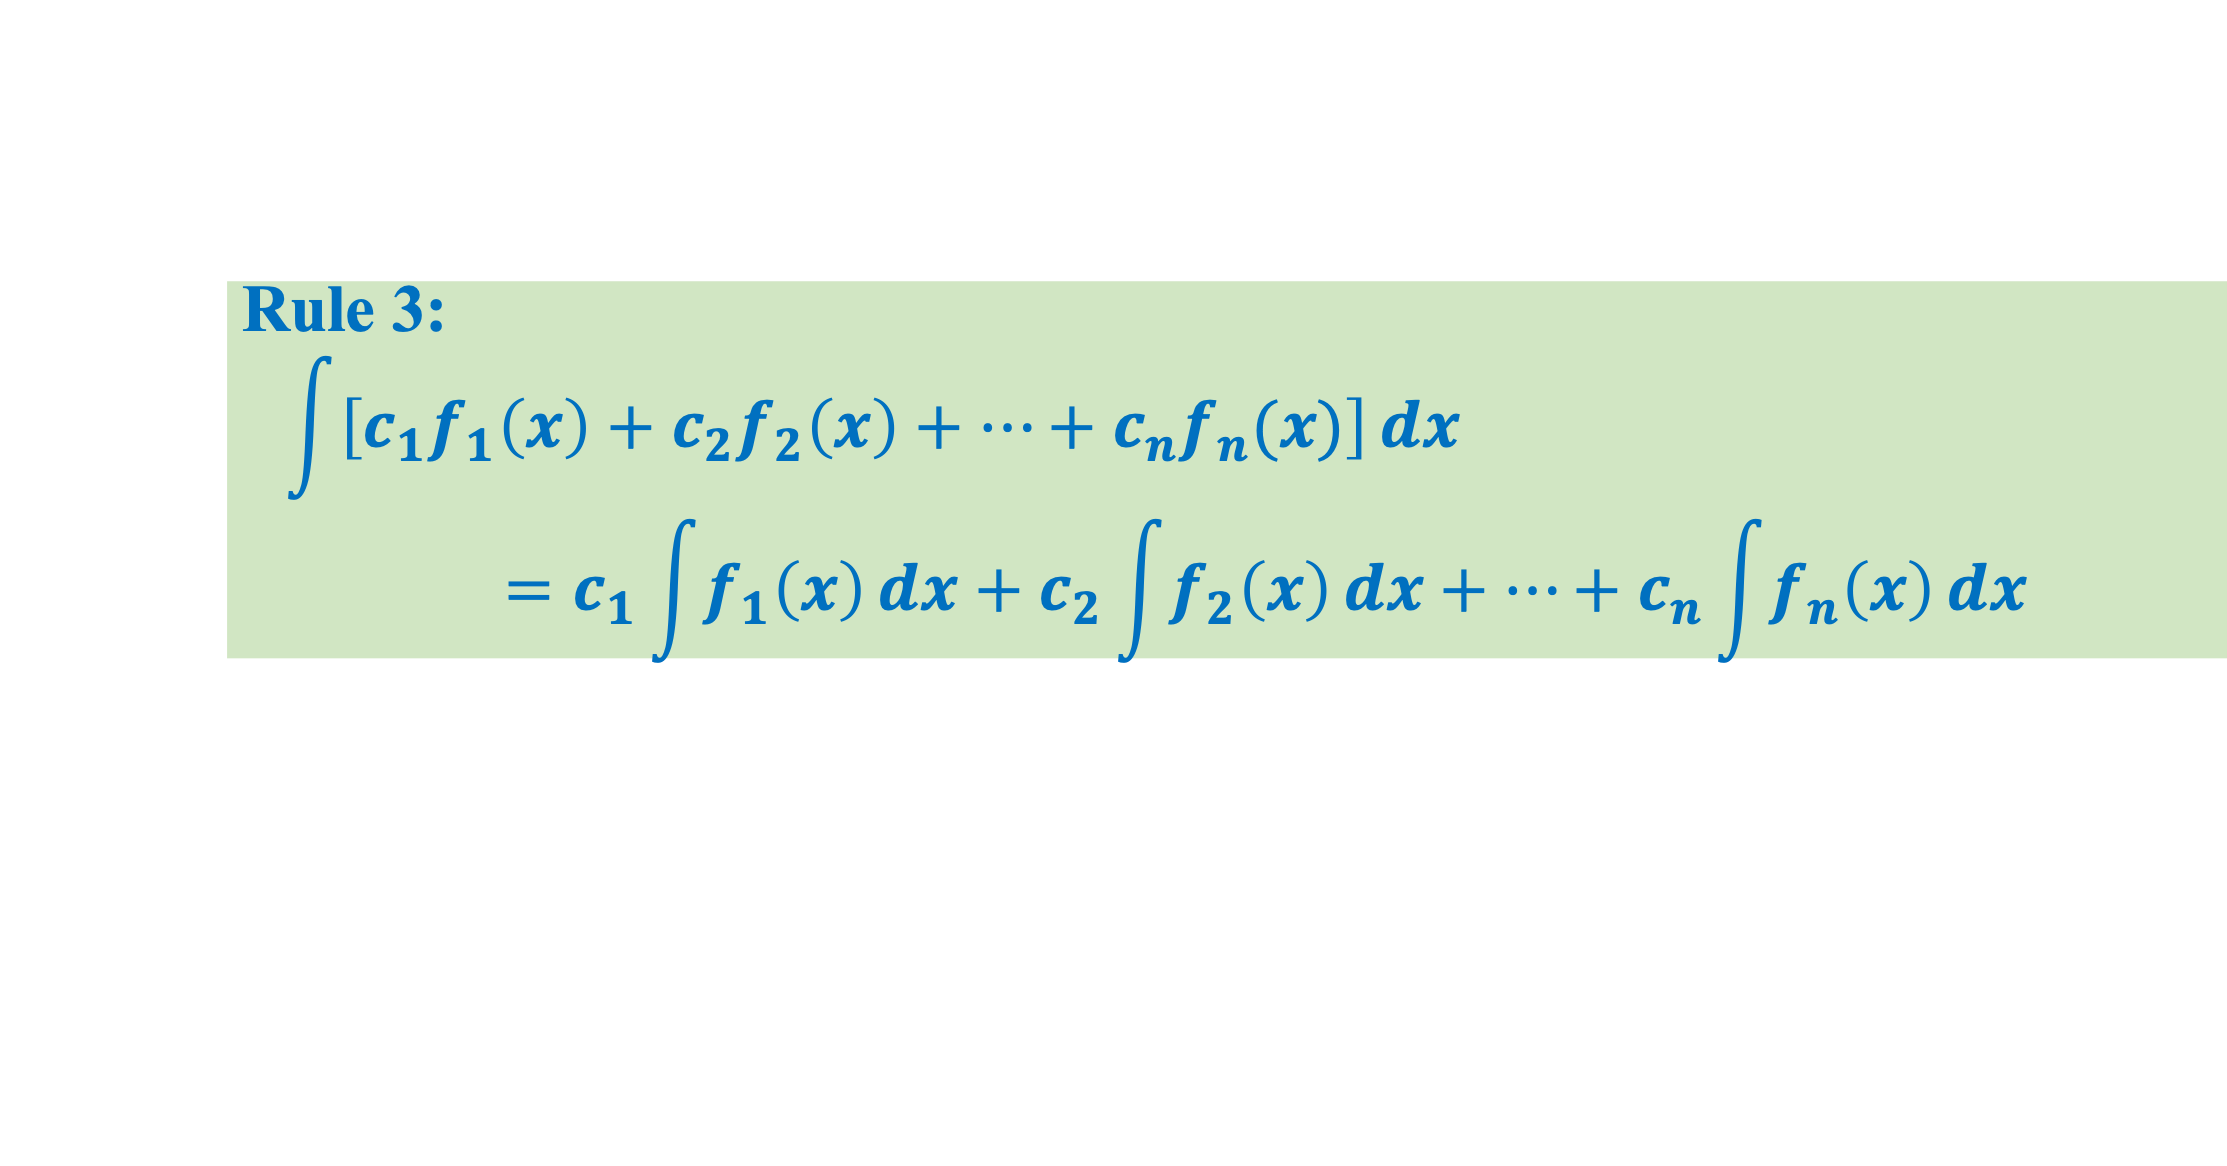 Rule 3:
∫[c₁f₁(x) + c₂f₂(x) + ⋯ + cₙfₙ(x)] dx
= c₁∫f₁(x) dx + c₂∫f₂(x) dx + ⋯ + cₙ∫fₙ(x) dx